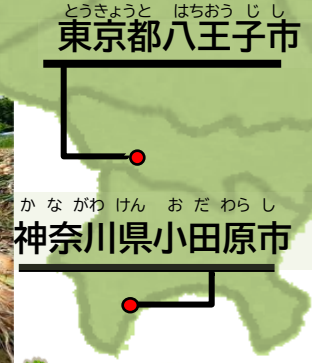 とうきょうと はちおうじし
東京都八王子市
かながわけん おだわらし
神奈川県小田原市